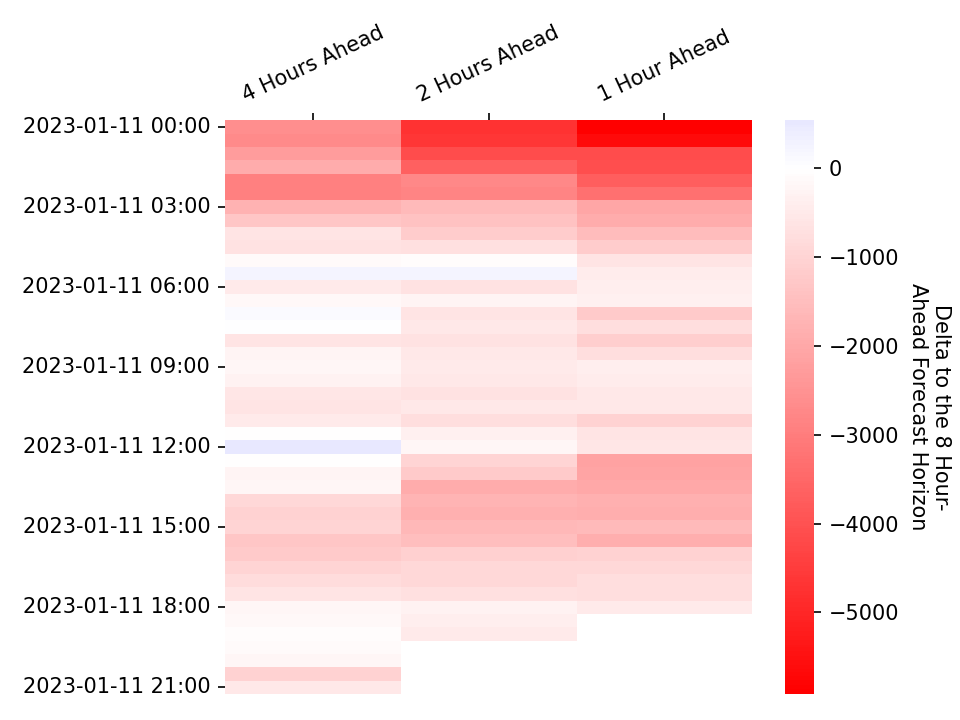 4 Hours Ahead
2 Hours Ahead
1 Hour Ahead
2023-01-11 00:00
2023-01-11 03:00
2023-01-11 06:00
2023-01-11 09:00
2023-01-11 12:00
2023-01-11 15:00
2023-01-11 18:00
2023-01-11 21:00
0
−1000
−2000
−3000
−4000
−5000
Delta to the 8 Hour-
Ahead Forecast Horizon